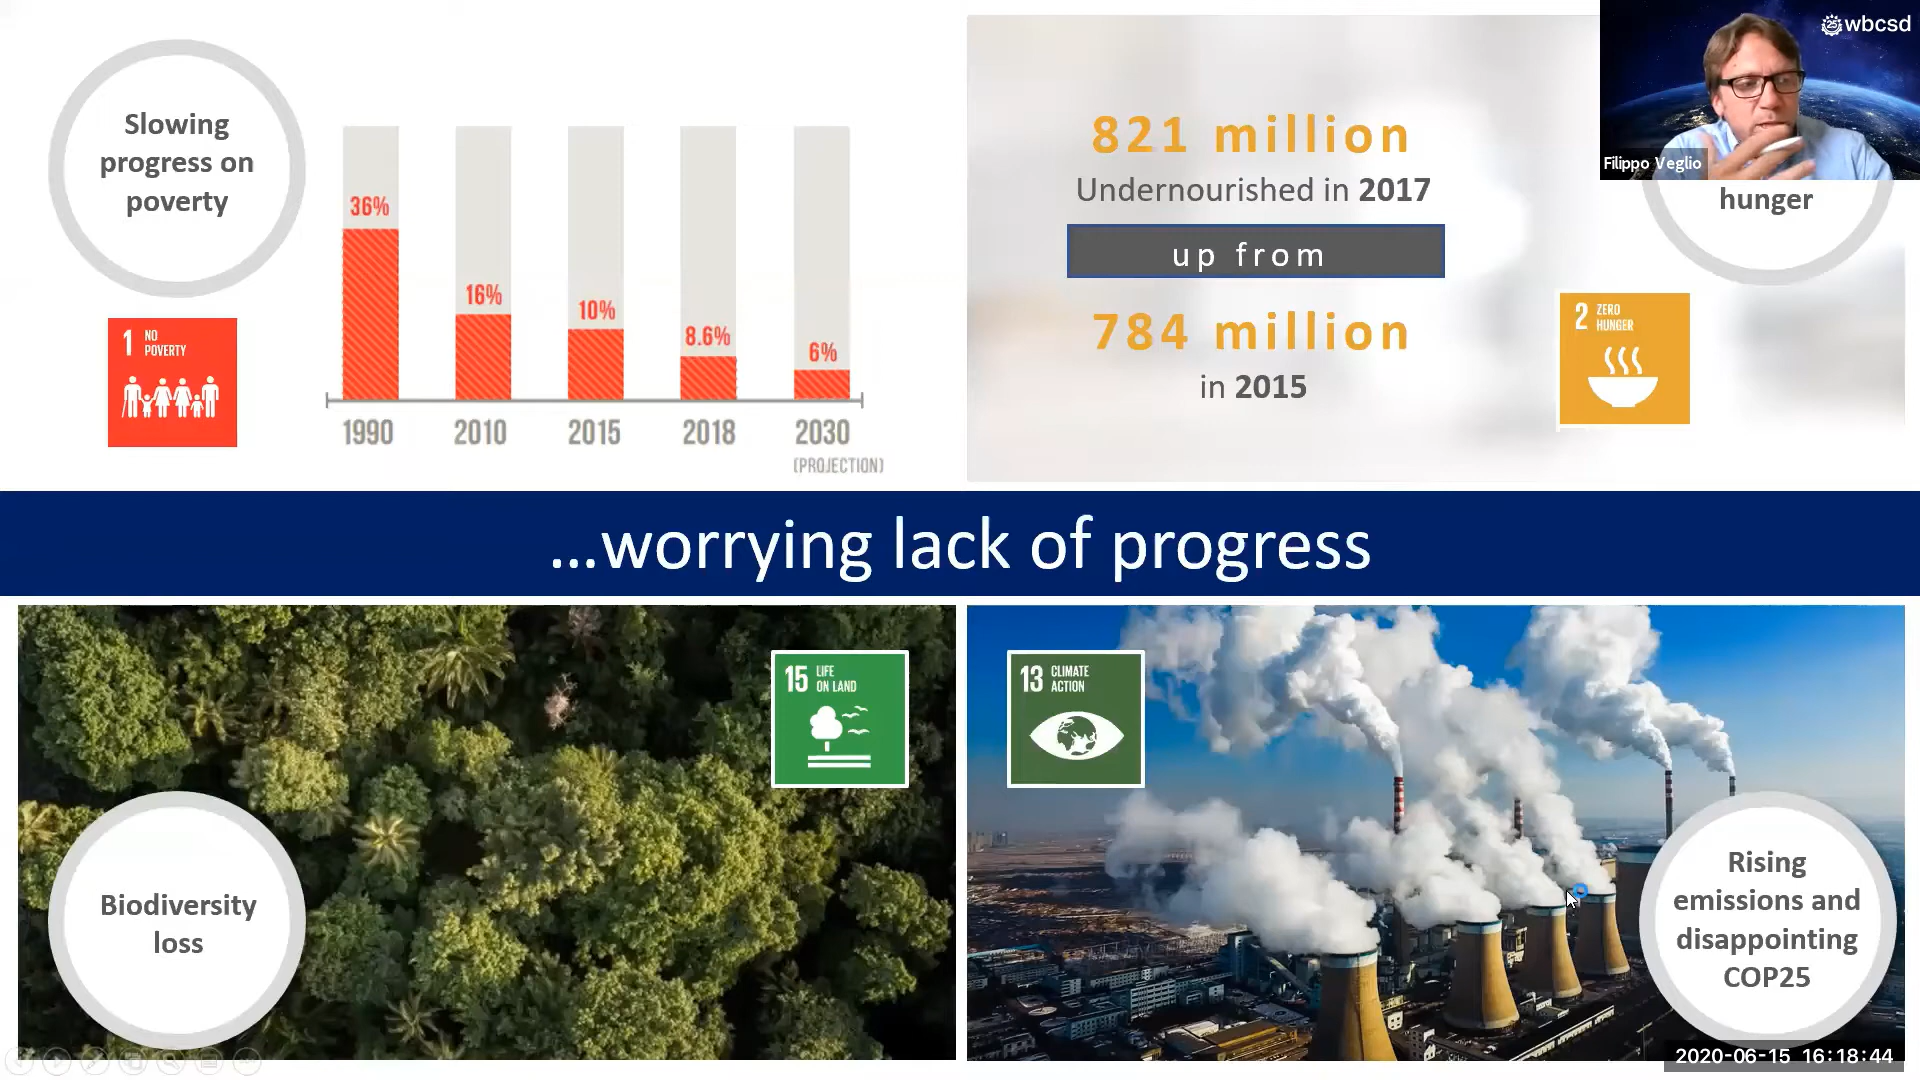 Slowing
progress on
poverty
1 NO
POVERTY
36%
16%
10%
8.6%
6%
1990
2010
2015
2018
2030
(PROJECTION)
821 million
Undernourished in 2017
up from
784 million
in 2015
25 wbcsd
Filippo Veglio
hunger
2 ZERO
HUNGER
...worrying lack of progress
15 LIFE
ON LAND
Biodiversity
loss
13 CLIMATE
ACTION
Rising
emissions and
disappointing
COP25
2020-06-15 16:18:44